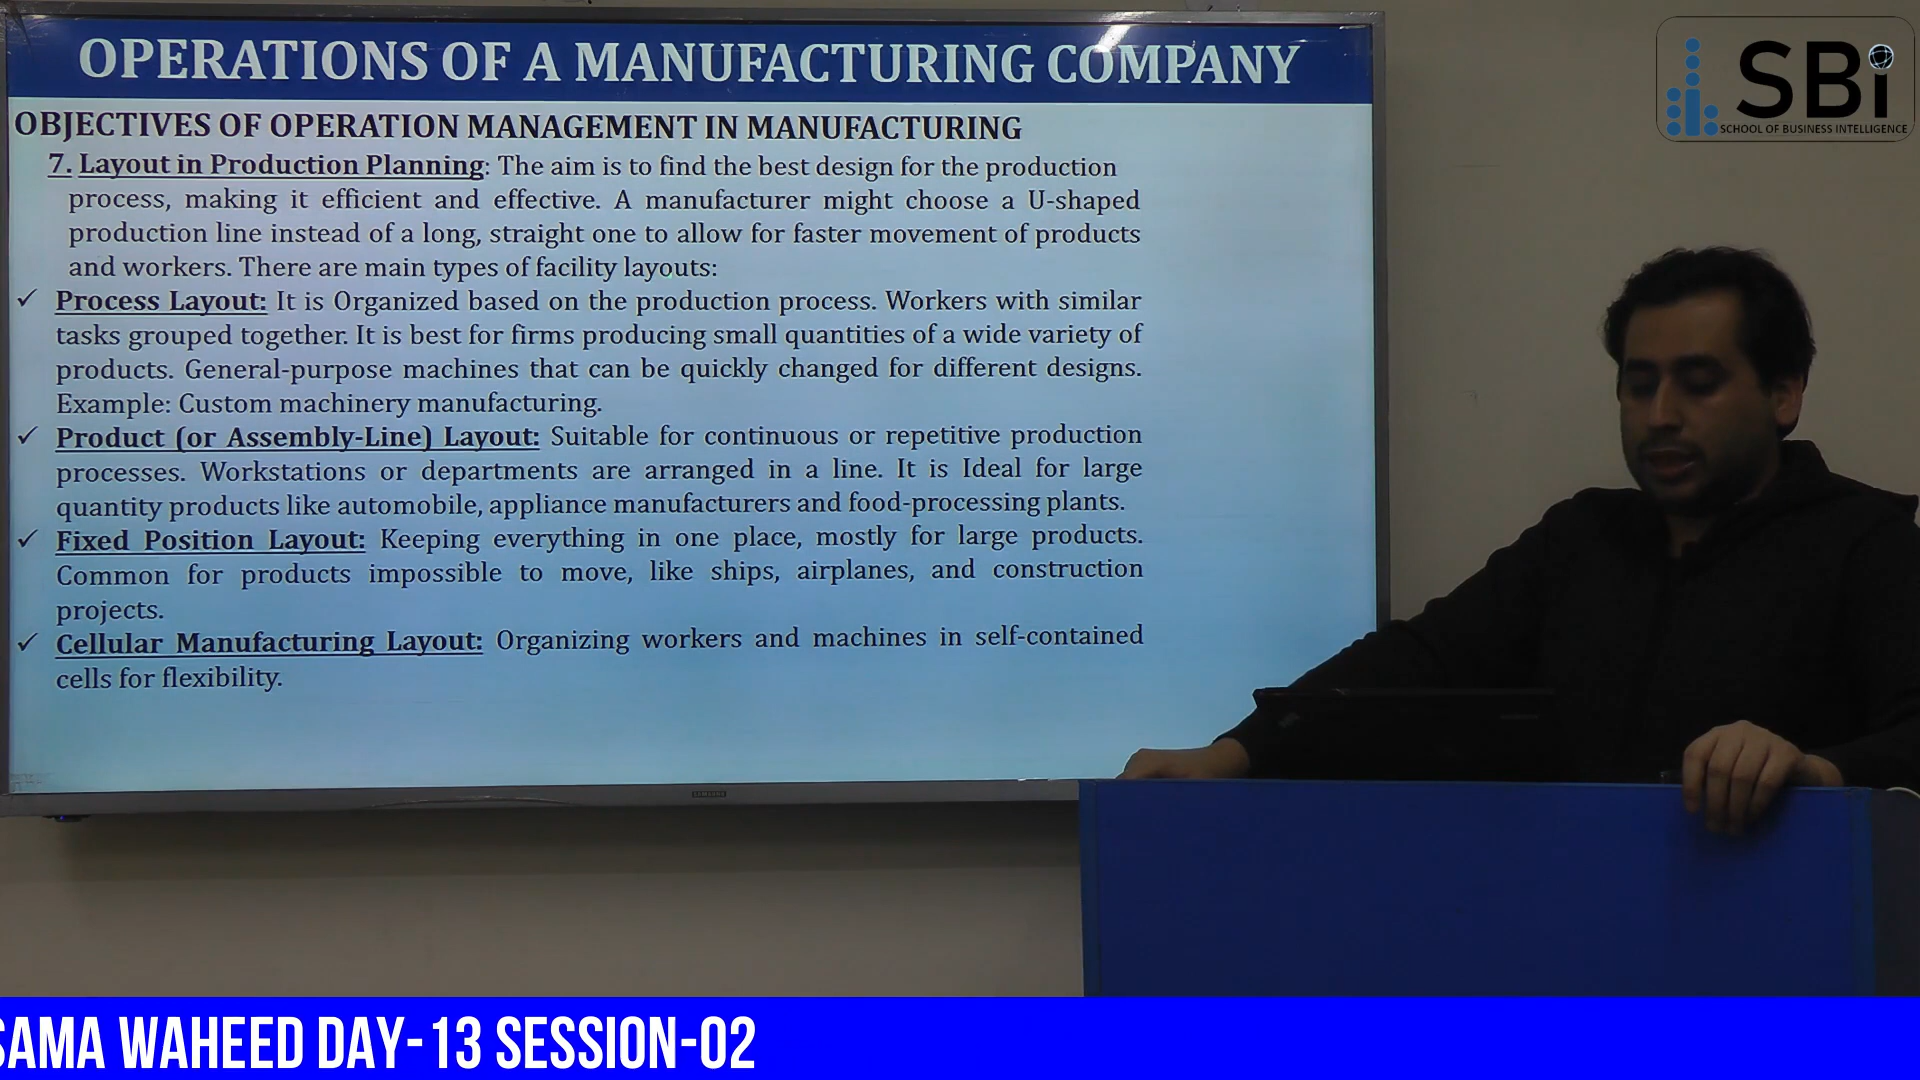 OPERATIONS OF A MANUFACTURING COMPANY
OBJECTIVES OF OPERATION MANAGEMENT IN MANUFACTURING
7. Layout in Production Planning: The aim is to find the best design for the production
process, making it efficient and effective. A manufacturer might choose a U-shaped
production line instead of a long, straight one to allow for faster movement of products
and workers. There are main types of facility layouts:
✓ Process Layout: It is Organized based on the production process. Workers with similar
tasks grouped together. It is best for firms producing small quantities of a wide variety of
products. General-purpose machines that can be quickly changed for different designs.
Example: Custom machinery manufacturing.
✓ Product (or Assembly-Line) Layout: Suitable for continuous or repetitive production
processes. Workstations or departments are arranged in a line. It is Ideal for large
quantity products like automobile, appliance manufacturers and food-processing plants.
✓ Fixed Position Layout: Keeping everything in one place, mostly for large products.
Common for products impossible to move, like ships, airplanes, and construction
projects.
✓ Cellular Manufacturing Layout: Organizing workers and machines in self-contained
cells for flexibility.
SAMSUNG
SBi
SCHOOL OF BUSINESS INTELLIGENCE
SAMA WAHEED DAY-13 SESSION-02